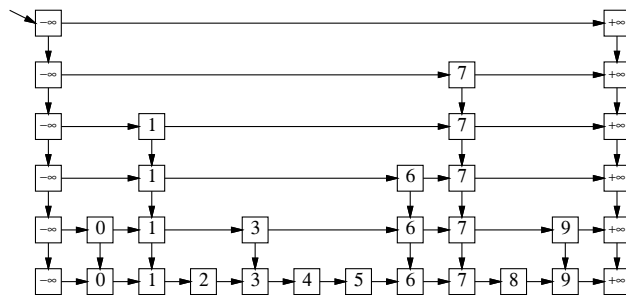 −∞ +∞
−∞ 7 +∞
−∞ 1 7 +∞
−∞ 1 6 7 +∞
−∞ 0 1 3 6 7 9 +∞
−∞ 0 1 2 3 4 5 6 7 8 9 +∞